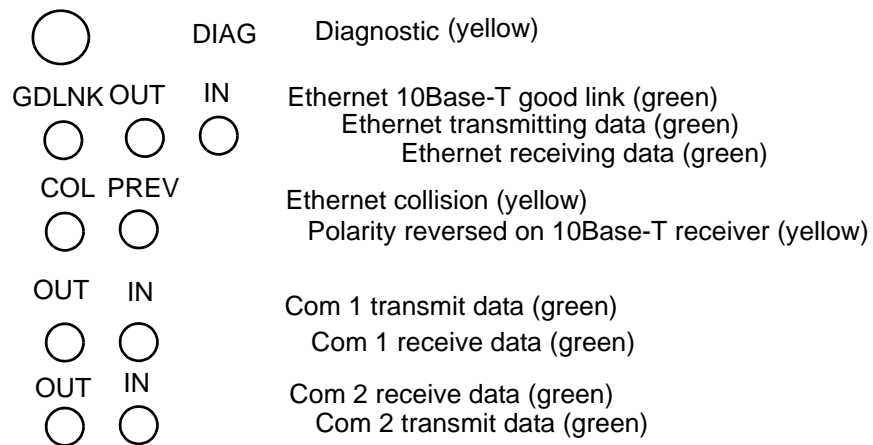 DIAG Diagnostic (yellow)
GDLNK OUT IN Ethernet 10Base-T good link (green)
Ethernet transmitting data (green)
Ethernet receiving data (green)
COL PREV Ethernet collision (yellow)
Polarity reversed on 10Base-T receiver (yellow)
OUT IN Com 1 transmit data (green)
Com 1 receive data (green)
OUT IN Com 2 receive data (green)
Com 2 transmit data (green)